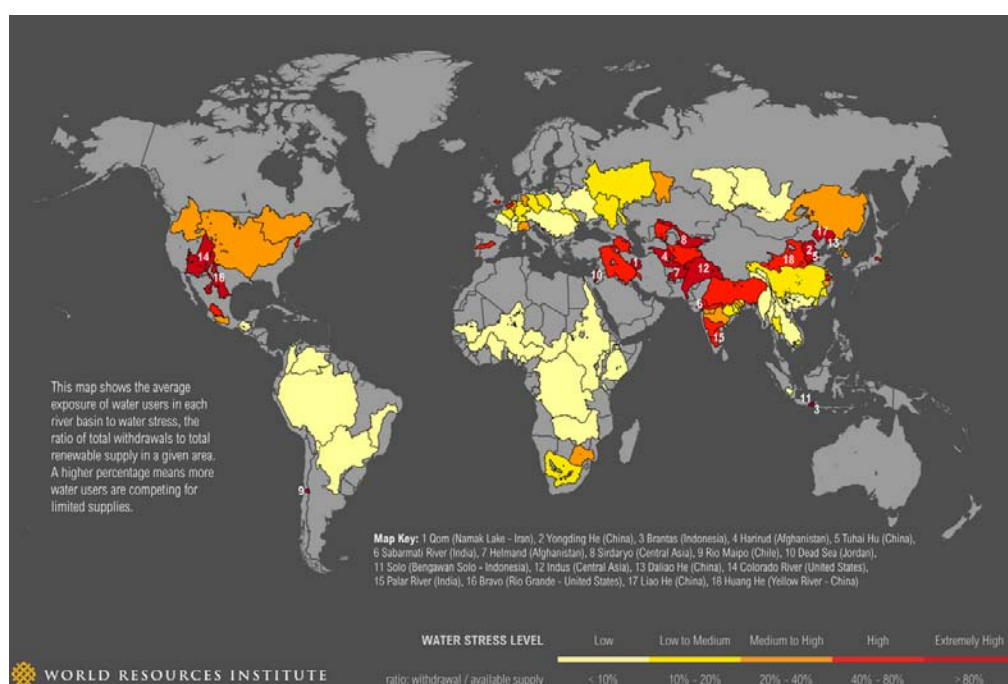 14
16
9
10
1
4
8
7
12
6
15
18
2
5
17
13
11
3
This map shows the average
exposure of water users in each
river basin to water stress, the
ratio of total withdrawals to total
renewable supply in a given area.
A higher percentage means more
water users are competing for
limited supplies.
Map Key: 1 Qom (Namak Lake - Iran), 2 Yongding He (China), 3 Brantas (Indonesia), 4 Harirud (Afghanistan), 5 Tuhai Hu (China),
6 Sabarmati River (India), 7 Helmand (Afghanistan), 8 Sirdaryo (Central Asia), 9 Rio Maipo (Chile), 10 Dead Sea (Jordan),
11 Solo (Bengawan Solo - Indonesia), 12 Indus (Central Asia), 13 Daliao He (China), 14 Colorado River (United States),
15 Palar River (India), 16 Bravo (Rio Grande - United States), 17 Liao He (China), 18 Huang He (Yellow River - China)
WATER STRESS LEVEL Low Low to Medium Medium to High High Extremely High
ratio: withdrawal / available supply < 10% 10% - 20% 20% - 40% 40% - 80% > 80%
WORLD RESOURCES INSTITUTE